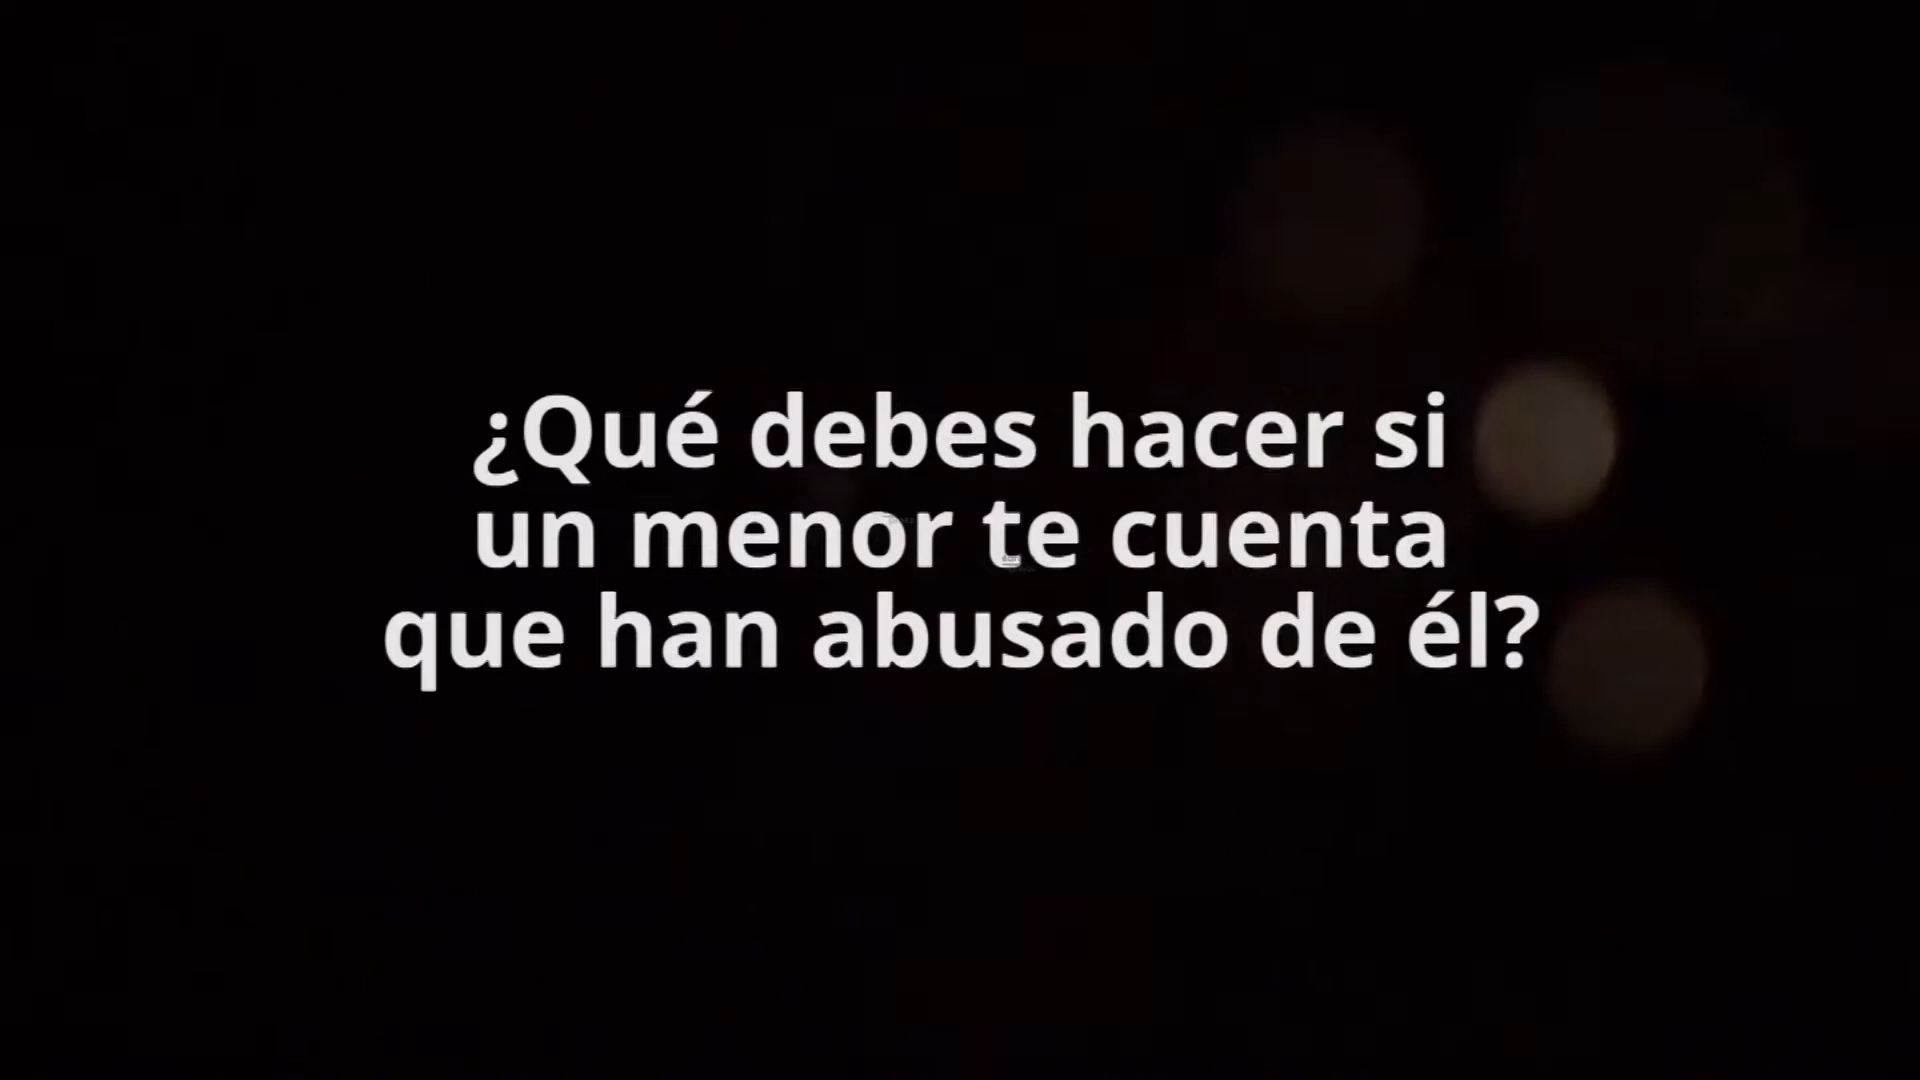 ¿Qué debes hacer si
un menor te cuenta
que han abusado de él?